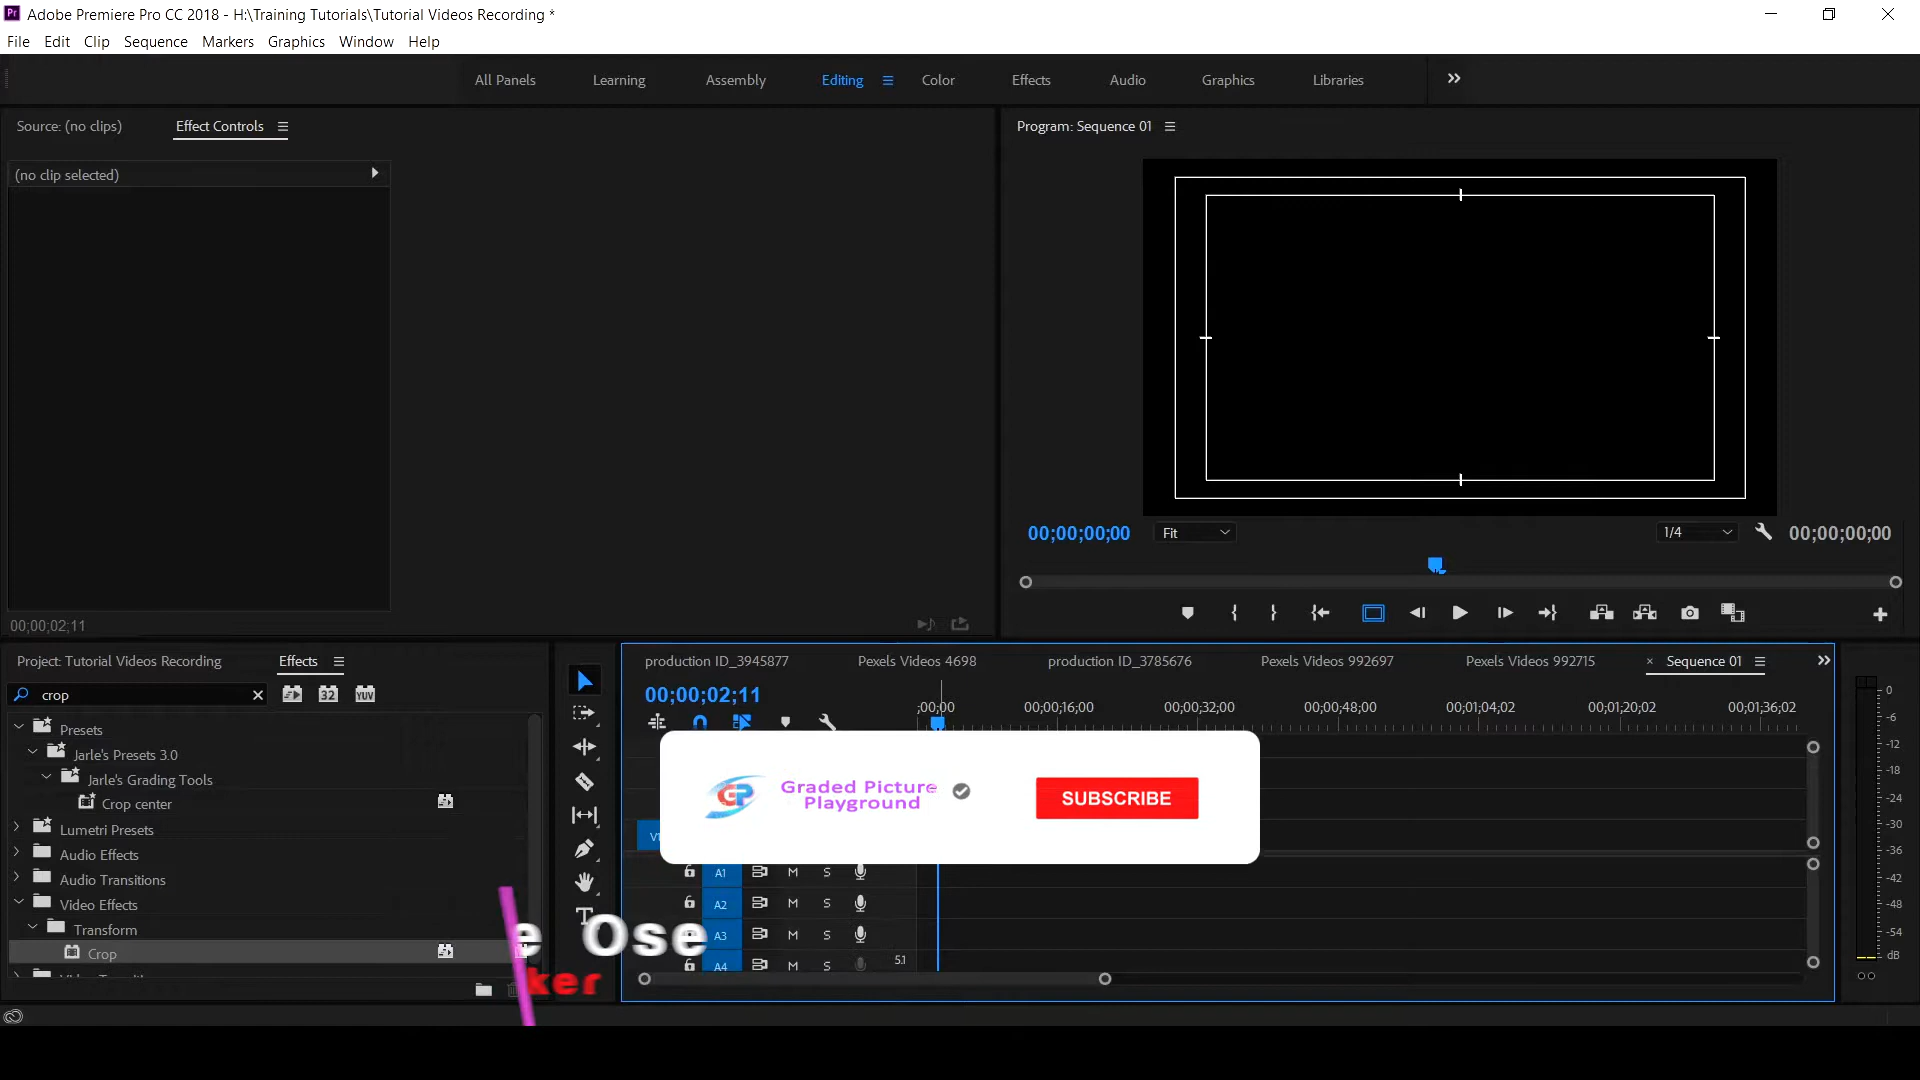 Adobe Premiere Pro CC 2018 - H:\Training Tutorials\Tutorial Videos Recording *
File Edit Clip Sequence Markers Graphics Window Help
All Panels Learning Assembly Editing Color Effects Audio Graphics Libraries
Source: (no clips) Effect Controls
Program: Sequence 01
(no clip selected)
00;00;00;00 Fit 1/4 00;00;00;00
00;00;02;11
Project: Tutorial Videos Recording Effects
crop 32 YUV
Presets
Jarle's Presets 3.0
Jarle's Grading Tools
Crop center
Lumetri Presets
Audio Effects
Audio Transitions
Video Effects
Transform
Crop
production ID_3945877 Pexels Videos 4698 production ID_3785676 Pexels Videos 992697 Pexels Videos 992715 × Sequence 01
00;00;02;11
;00;00 00;00;16;00 00;00;32;00 00;00;48;00 00;01;04;02 00;01;20;02 00;01;36;02
Graded Picture
Playground
SUBSCRIBE
A1 M S
A2 M S
A3 M S
A4 M S 5.1
e Ose
ker
0
-6
-12
-18
-24
-30
-36
-42
-48
-54
dB